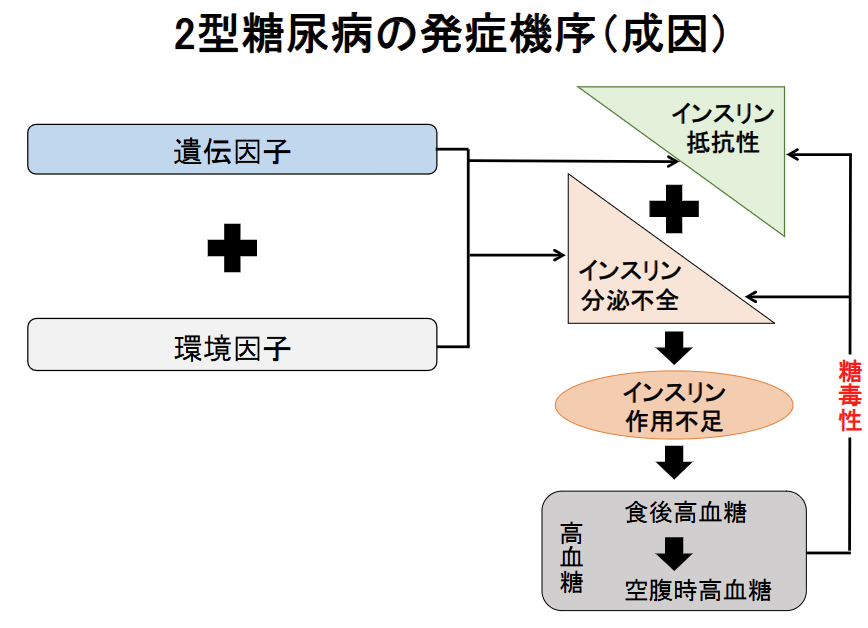 2型糖尿病の発症機序（成因）
遺伝因子
環境因子
インスリン
抵抗性
インスリン
分泌不全
インスリン
作用不足
糖毒性
高血糖
食後高血糖
空腹時高血糖